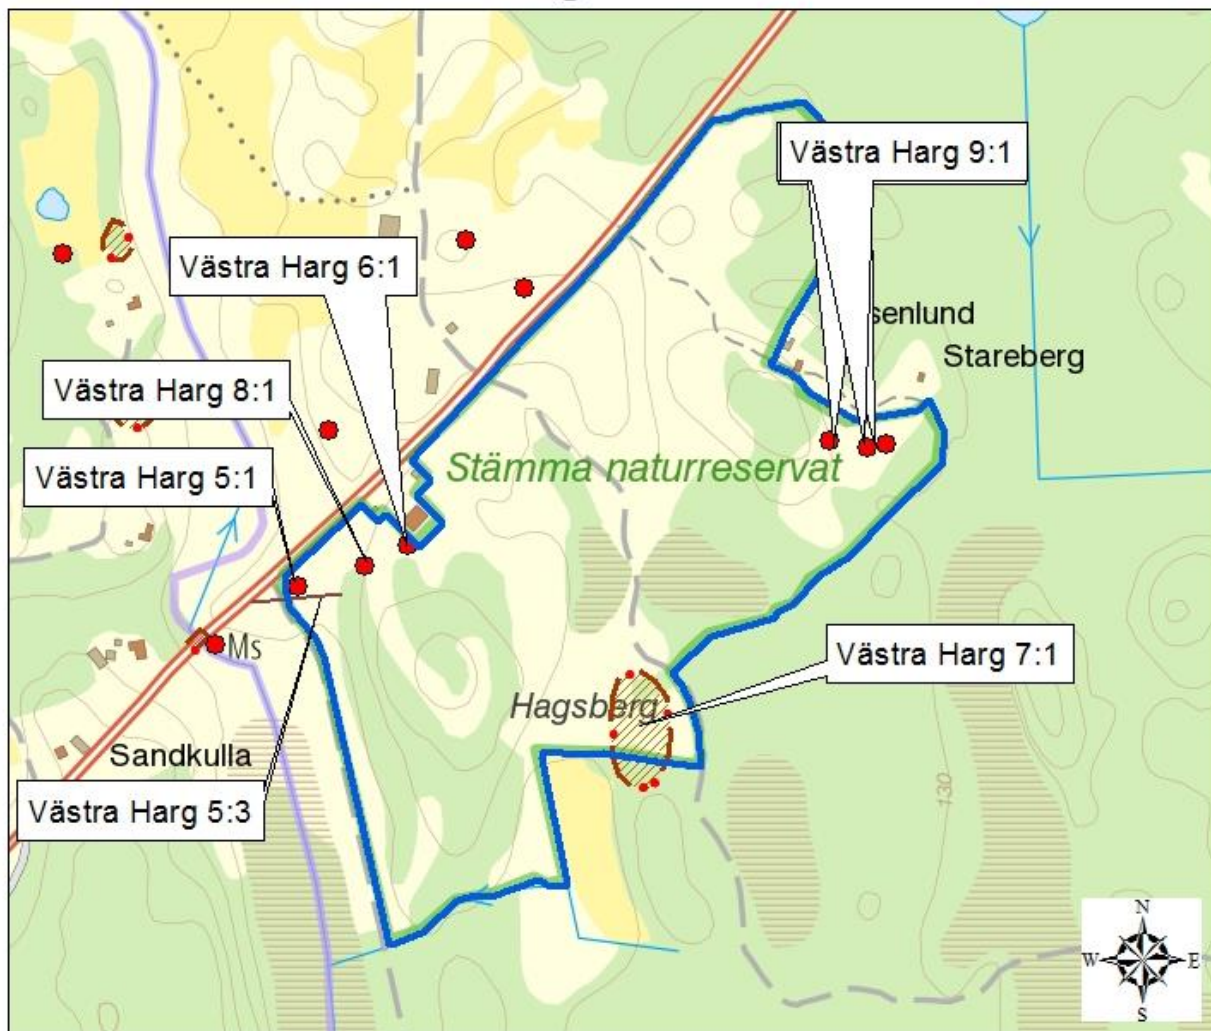 Västra Harg 9:1
Västra Harg 6:1
senlund
Stareberg
Västra Harg 8:1
Västra Harg 5:1
Stämma naturreservat
Ms
Västra Harg 7:1
Hagsberg
Sandkulla
Västra Harg 5:3
130
N
W E
S